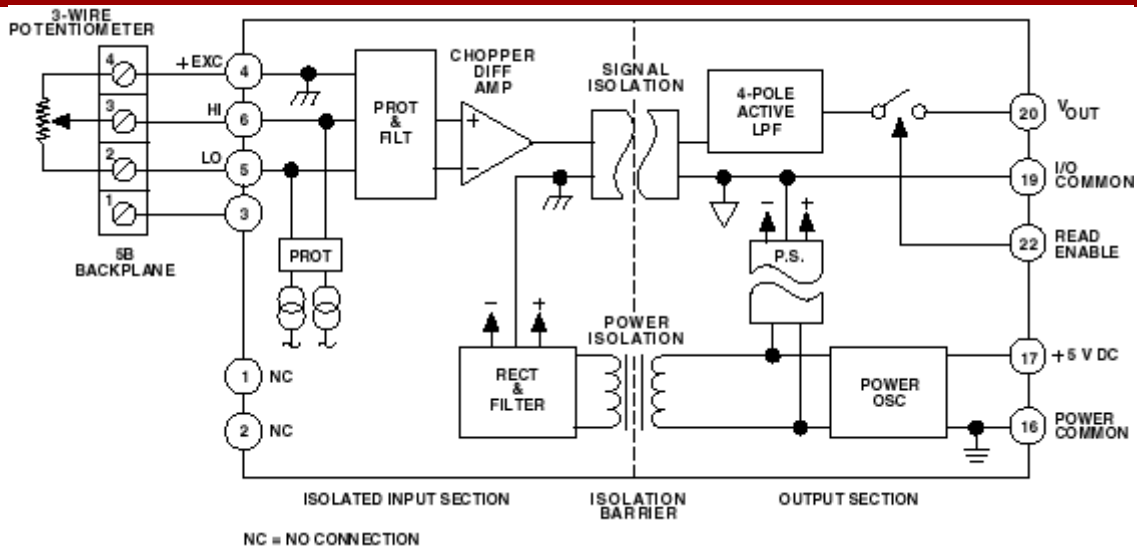 3-WIRE
POTENTIOMETER
4
3
2
1
5B
BACKPLANE
+EXC
HI
LO
4
6
5
3
1
NC
2
NC
PROT
&
FILT
PROT
CHOPPER
DIFF
AMP
+
−
SIGNAL
ISOLATION
4-POLE
ACTIVE
LPF
20
VOUT
19
I/O
COMMON
22
READ
ENABLE
− +
P.S.
− +
RECT
&
FILTER
POWER
ISOLATION
POWER
OSC
17
+5 V DC
16
POWER
COMMON
ISOLATED INPUT SECTION
ISOLATION
BARRIER
OUTPUT SECTION
NC = NO CONNECTION